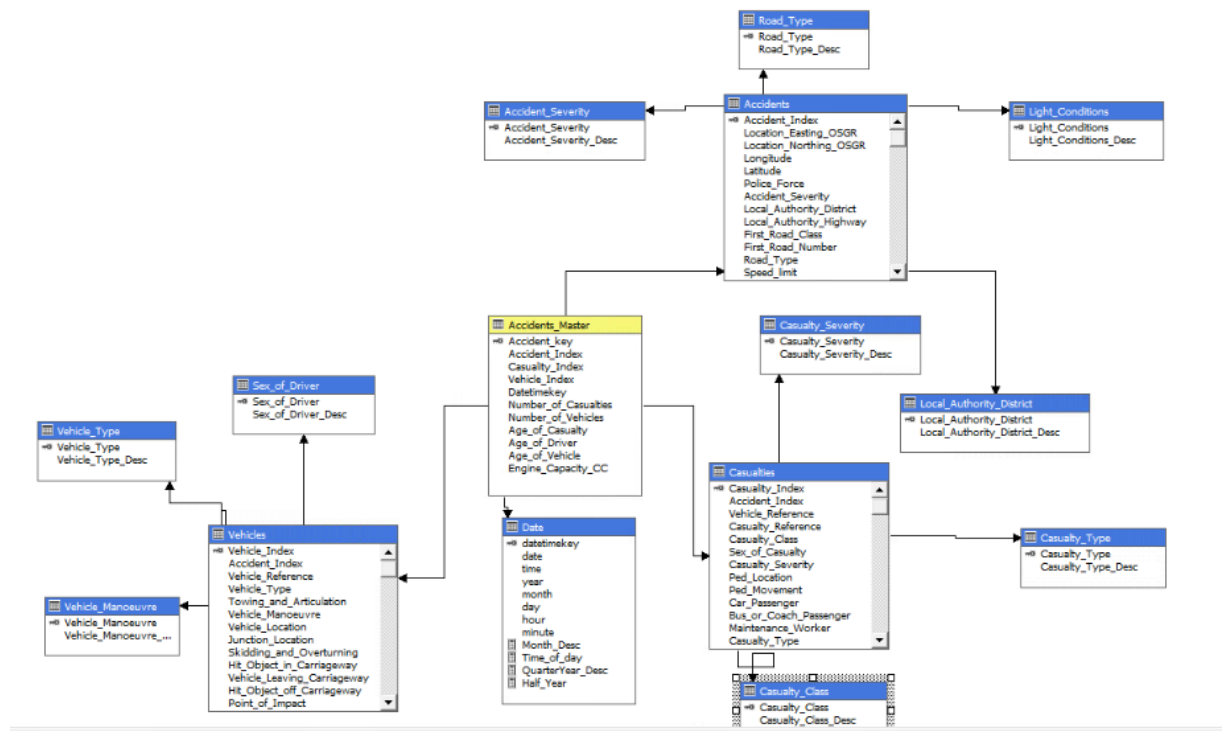 Road_Type
Road_Type
Road_Type_Desc
Accident_Severity
Accident_Severity
Accident_Severity_Desc
Accidents
Accident_Index
Location_Easting_OSGR
Location_Northing_OSGR
Longitude
Latitude
Police_Force
Accident_Severity
Local_Authority_District
Local_Authority_Highway
First_Road_Class
First_Road_Number
Road_Type
Speed_limit
Light_Conditions
Light_Conditions
Light_Conditions_Desc
Accidents_Master
Accident_key
Accident_Index
Casuality_Index
Vehicle_Index
Datetimekey
Number_of_Casualties
Number_of_Vehicles
Age_of_Casualty
Age_of_Driver
Age_of_Vehicle
Engine_Capacity_CC
Casualty_Severity
Casualty_Severity
Casualty_Severity_Desc
Local_Authority_District
Local_Authority_District
Local_Authority_District_Desc
Sex_of_Driver
Sex_of_Driver
Sex_of_Driver_Desc
Vehicle_Type
Vehicle_Type
Vehicle_Type_Desc
Vehicles
Vehicle_Index
Accident_Index
Vehicle_Reference
Vehicle_Type
Towing_and_Articulation
Vehicle_Manoeuvre
Vehicle_Location
Junction_Location
Skidding_and_Overturning
Hit_Object_in_Carriageway
Vehicle_Leaving_Carriageway
Hit_Object_off_Carriageway
Point_of_Impact
Vehicle_Manoeuvre
Vehicle_Manoeuvre
Vehicle_Manoeuvre_...
Date
datetimekey
date
time
year
month
day
hour
minute
Month_Desc
Time_of_day
QuarterYear_Desc
Half_Year
Casualties
Casuality_Index
Accident_Index
Vehicle_Reference
Casualty_Reference
Casualty_Class
Sex_of_Casualty
Casualty_Severity
Ped_Location
Ped_Movement
Car_Passenger
Bus_or_Coach_Passenger
Maintenance_Worker
Casualty_Type
Casualty_Type
Casualty_Type
Casualty_Type_Desc
Casualty_Class
Casualty_Class
Casualty_Class_Desc